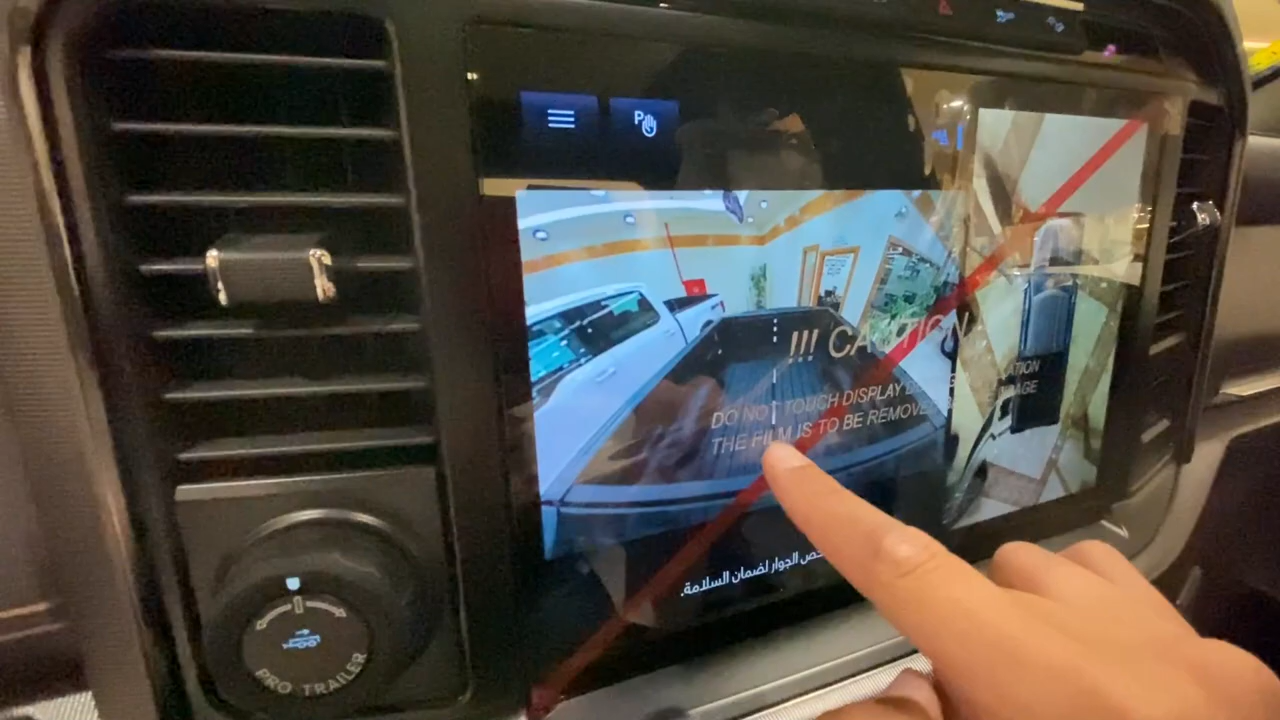 P
!!! CAUTION
DO NOT TOUCH DISPLAY
THE FILM IS TO BE REMOVE
الجوار لضمان السلامة.
PRO TRAILER